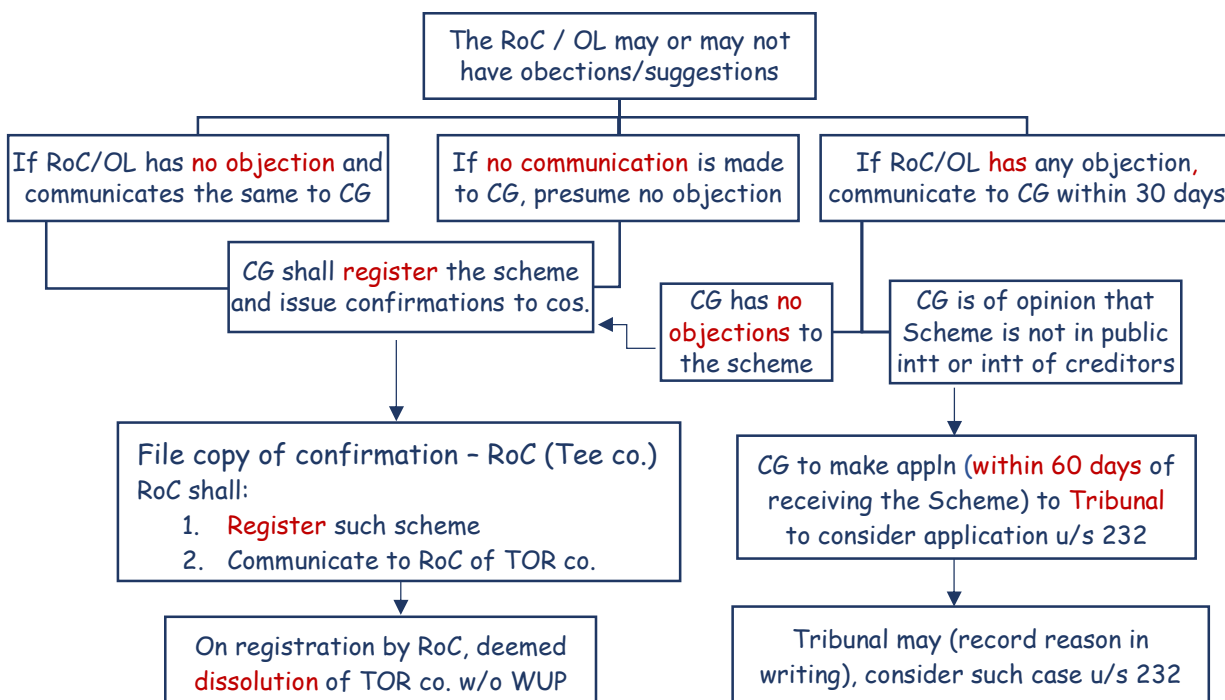 The RoC / OL may or may not
have obections/suggestions
If RoC/OL has no objection and
communicates the same to CG
If no communication is made
to CG, presume no objection
If RoC/OL has any objection,
communicate to CG within 30 days
CG shall register the scheme
and issue confirmations to cos.
CG has no
objections to
the scheme
CG is of opinion that
Scheme is not in public
intt or intt of creditors
File copy of confirmation – RoC (Tee co.)
RoC shall:
1. Register such scheme
2. Communicate to RoC of TOR co.
CG to make appln (within 60 days of
receiving the Scheme) to Tribunal
to consider application u/s 232
On registration by RoC, deemed
dissolution of TOR co. w/o WUP
Tribunal may (record reason in
writing), consider such case u/s 232